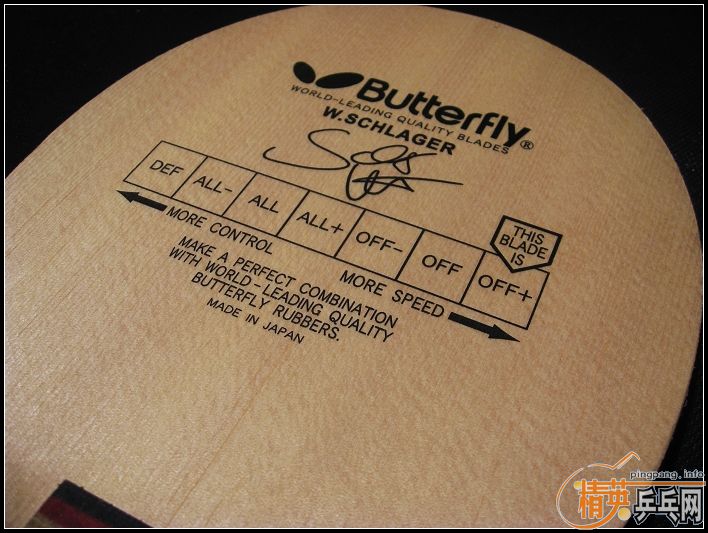 Butterfly®
WORLD-LEADING QUALITY BLADES
W.SCHLAGER
DEF ALL- ALL ALL+ OFF- OFF OFF+
THIS
BLADE
IS
MORE CONTROL
MORE SPEED
MAKE A PERFECT COMBINATION
WITH WORLD-LEADING QUALITY
BUTTERFLY RUBBERS.
MADE IN JAPAN
pingpang.info
精英乒乓网